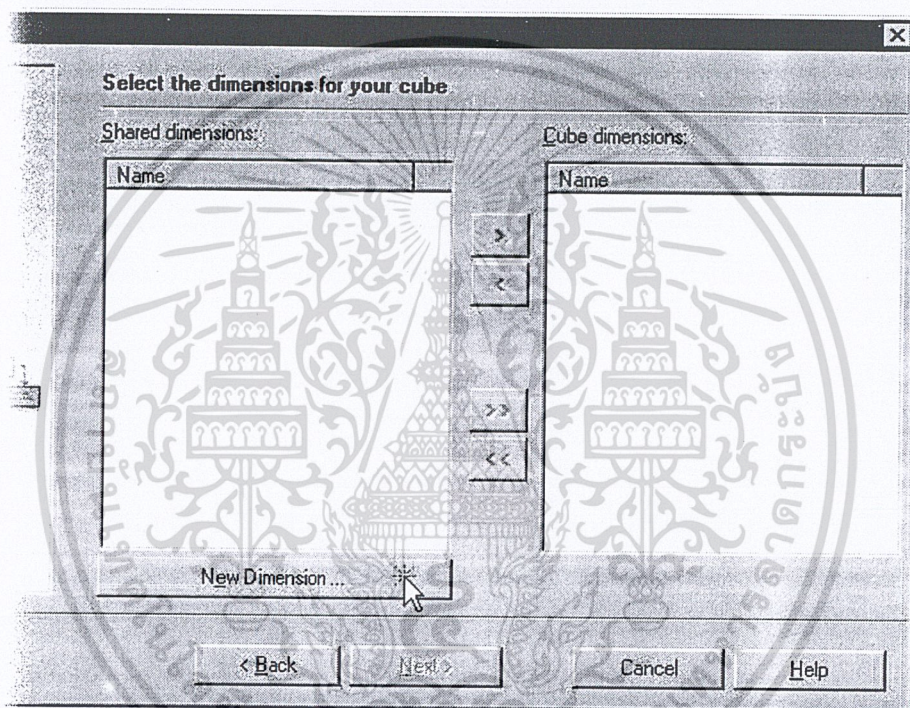 Select the dimensions for your cube
Shared dimensions:
Cube dimensions:
Name
Name
>
<
>>
<<
New Dimension ...
< Back
Next >
Cancel
Help